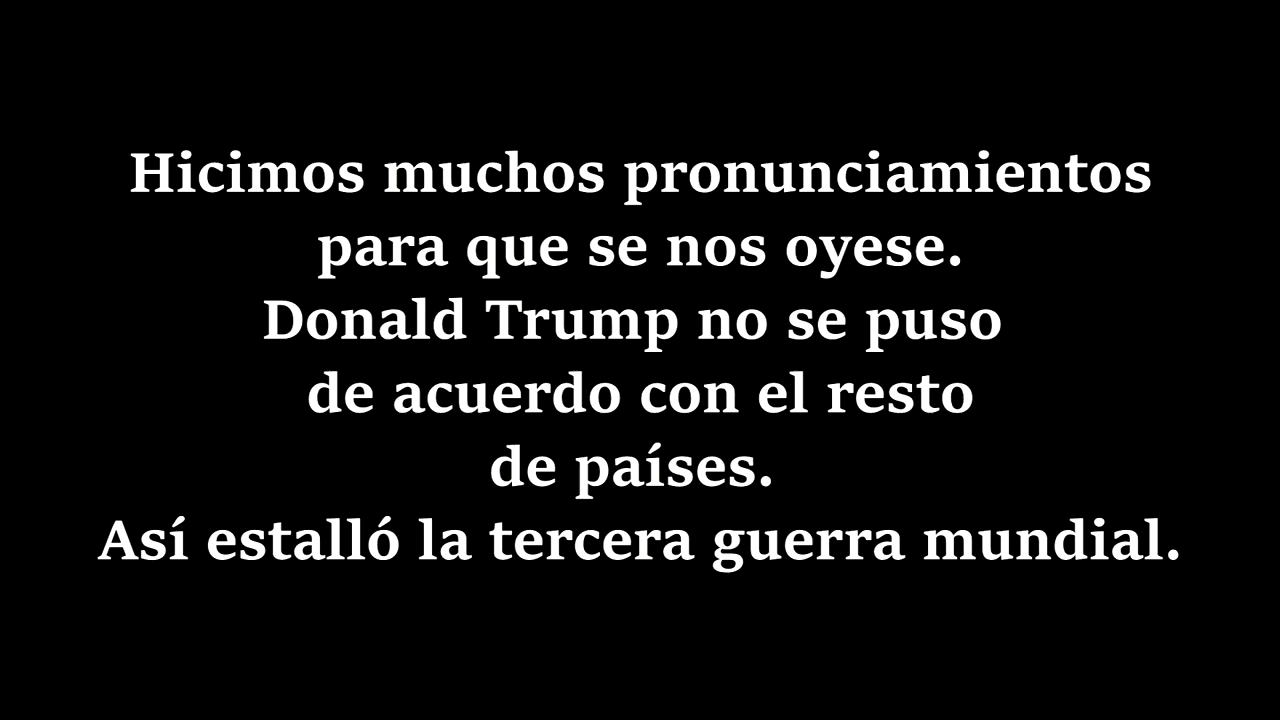 Hicimos muchos pronunciamientos
para que se nos oyese.
Donald Trump no se puso
de acuerdo con el resto
de países.
Así estalló la tercera guerra mundial.